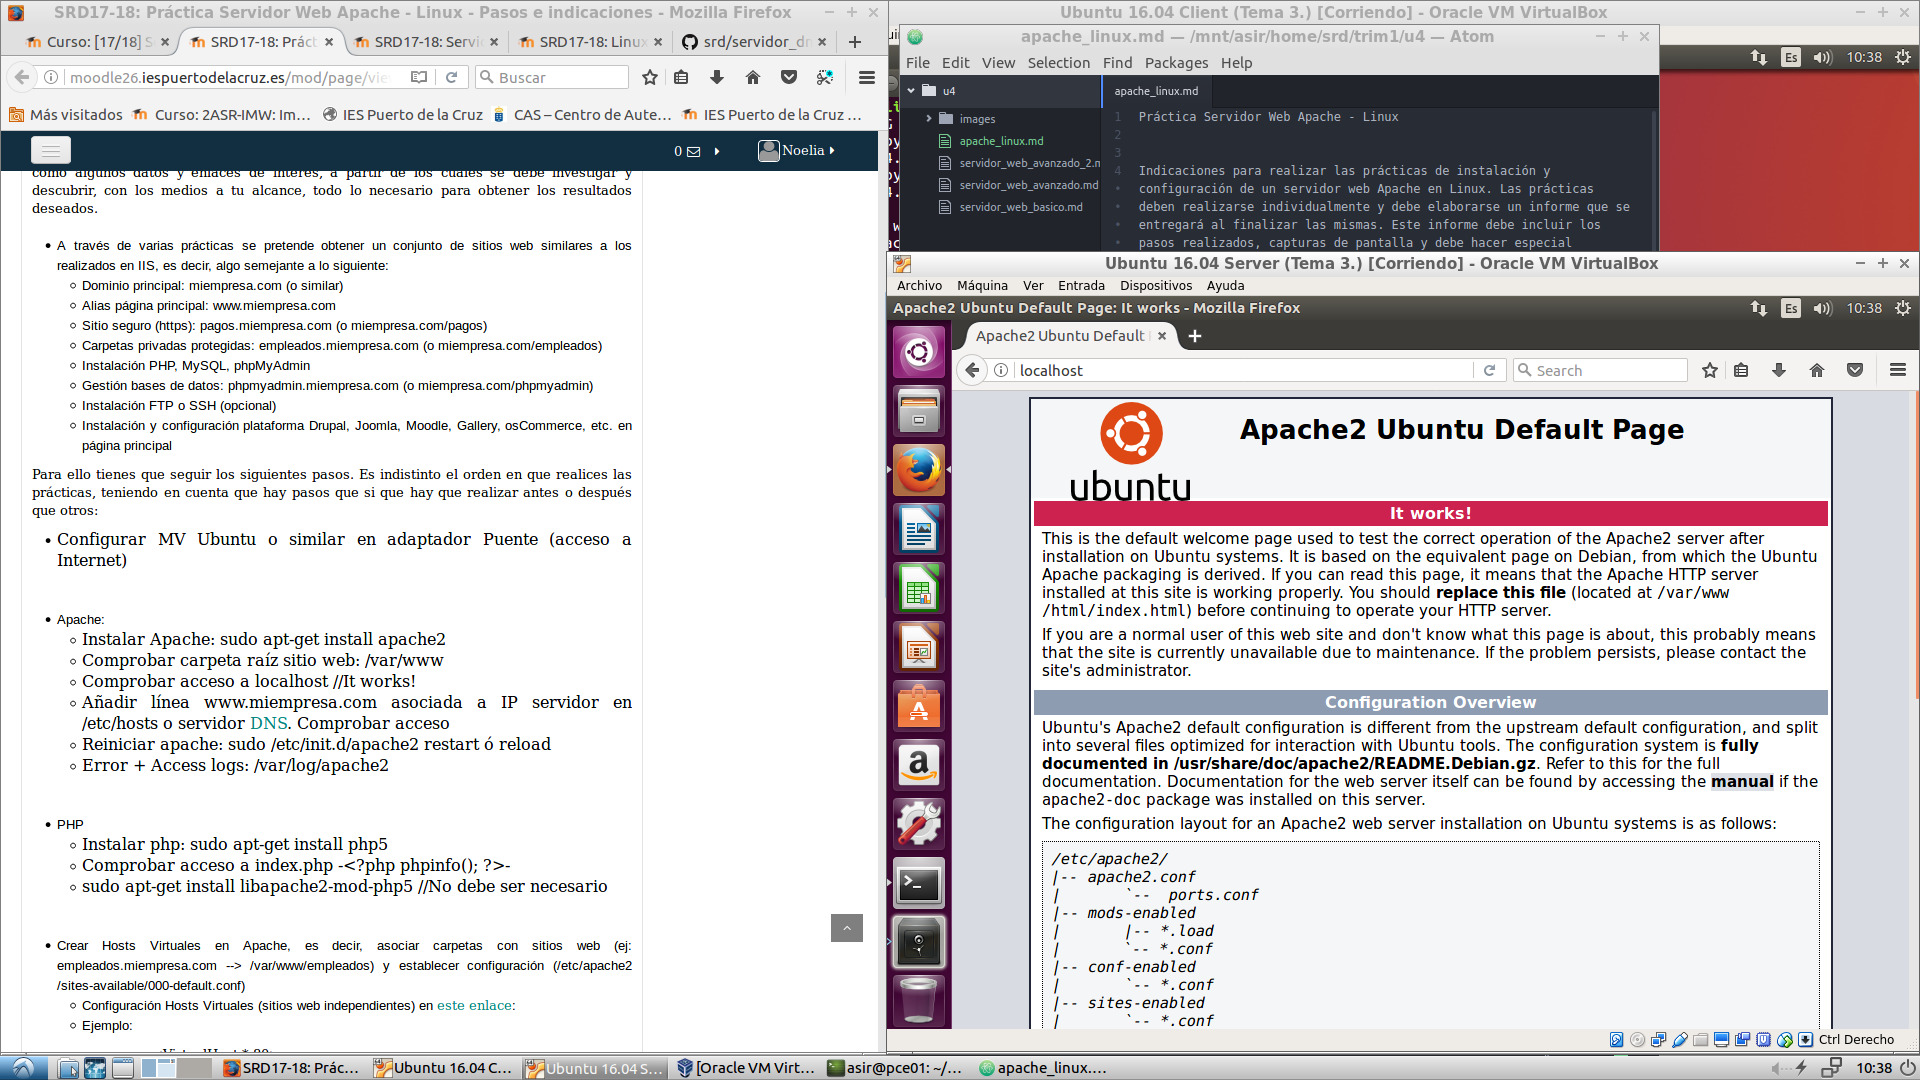 SRD17-18: Práctica Servidor Web Apache - Linux - Pasos e indicaciones - Mozilla Firefox
Curso: [17/18] S
SRD17-18: Práct
SRD17-18: Servi
SRD17-18: Linux
srd/servidor_dr
moodle26.iespuertodelacruz.es/mod/page/vie
Buscar
Más visitados
Curso: 2ASR-IMW: Im...
IES Puerto de la Cruz
CAS – Centro de Aute...
IES Puerto de la Cruz ...
0
Noelia
como algunos datos y enlaces de interés, a partir de los cuales se debe investigar y
descubrir, con los medios a tu alcance, todo lo necesario para obtener los resultados
deseados.
• A través de varias prácticas se pretende obtener un conjunto de sitios web similares a los
realizados en IIS, es decir, algo semejante a lo siguiente:
Dominio principal: miempresa.com (o similar)
Alias página principal: www.miempresa.com
Sitio seguro (https): pagos.miempresa.com (o miempresa.com/pagos)
Carpetas privadas protegidas: empleados.miempresa.com (o miempresa.com/empleados)
Instalación PHP, MySQL, phpMyAdmin
Gestión bases de datos: phpmyadmin.miempresa.com (o miempresa.com/phpmyadmin)
Instalación FTP o SSH (opcional)
Instalación y configuración plataforma Drupal, Joomla, Moodle, Gallery, osCommerce, etc. en
página principal
Para ello tienes que seguir los siguientes pasos. Es indistinto el orden en que realices las
prácticas, teniendo en cuenta que hay pasos que si que hay que realizar antes o después
que otros:
• Configurar MV Ubuntu o similar en adaptador Puente (acceso a
Internet)
• Apache:
Instalar Apache: sudo apt-get install apache2
Comprobar carpeta raíz sitio web: /var/www
Comprobar acceso a localhost //It works!
Añadir línea www.miempresa.com asociada a IP servidor en
/etc/hosts o servidor DNS. Comprobar acceso
Reiniciar apache: sudo /etc/init.d/apache2 restart ó reload
Error + Access logs: /var/log/apache2
• PHP
Instalar php: sudo apt-get install php5
Comprobar acceso a index.php -<?php phpinfo(); ?>-
sudo apt-get install libapache2-mod-php5 //No debe ser necesario
• Crear Hosts Virtuales en Apache, es decir, asociar carpetas con sitios web (ej:
empleados.miempresa.com --> /var/www/empleados) y establecer configuración (/etc/apache2
/sites-available/000-default.conf)
Configuración Hosts Virtuales (sitios web independientes) en este enlace:
Ejemplo:
Ubuntu 16.04 Client (Tema 3.) [Corriendo] - Oracle VM VirtualBox
Es
10:38
apache_linux.md — /mnt/asir/home/srd/trim1/u4 — Atom
File Edit View Selection Find Packages Help
u4
images
apache_linux.md
servidor_web_avanzado_2.m
servidor_web_avanzado.md
servidor_web_basico.md
apache_linux.md
1 Práctica Servidor Web Apache - Linux
2
3
4 Indicaciones para realizar las prácticas de instalación y
configuración de un servidor web Apache en Linux. Las prácticas
deben realizarse individualmente y debe elaborarse un informe que se
entregará al finalizar las mismas. Este informe debe incluir los
pasos realizados, capturas de pantalla y debe hacer especial
Ubuntu 16.04 Server (Tema 3.) [Corriendo] - Oracle VM VirtualBox
Archivo Máquina Ver Entrada Dispositivos Ayuda
Apache2 Ubuntu Default Page: It works - Mozilla Firefox
Es
10:38
Apache2 Ubuntu Default
localhost
Search
ubuntu
Apache2 Ubuntu Default Page
It works!
This is the default welcome page used to test the correct operation of the Apache2 server after
installation on Ubuntu systems. It is based on the equivalent page on Debian, from which the Ubuntu
Apache packaging is derived. If you can read this page, it means that the Apache HTTP server
installed at this site is working properly. You should replace this file (located at /var/www
/html/index.html) before continuing to operate your HTTP server.
If you are a normal user of this web site and don't know what this page is about, this probably means
that the site is currently unavailable due to maintenance. If the problem persists, please contact the
site's administrator.
Configuration Overview
Ubuntu's Apache2 default configuration is different from the upstream default configuration, and split
into several files optimized for interaction with Ubuntu tools. The configuration system is fully
documented in /usr/share/doc/apache2/README.Debian.gz. Refer to this for the full
documentation. Documentation for the web server itself can be found by accessing the manual if the
apache2-doc package was installed on this server.
The configuration layout for an Apache2 web server installation on Ubuntu systems is as follows:
/etc/apache2/
|-- apache2.conf
|       `--  ports.conf
|-- mods-enabled
|       |-- *.load
|       `-- *.conf
|-- conf-enabled
|       `-- *.conf
|-- sites-enabled
|       `-- *.conf
Ctrl Derecho
SRD17-18: Prác...
Ubuntu 16.04 C...
Ubuntu 16.04 S...
[Oracle VM Virt...
asir@pce01: ~/...
apache_linux....
10:38